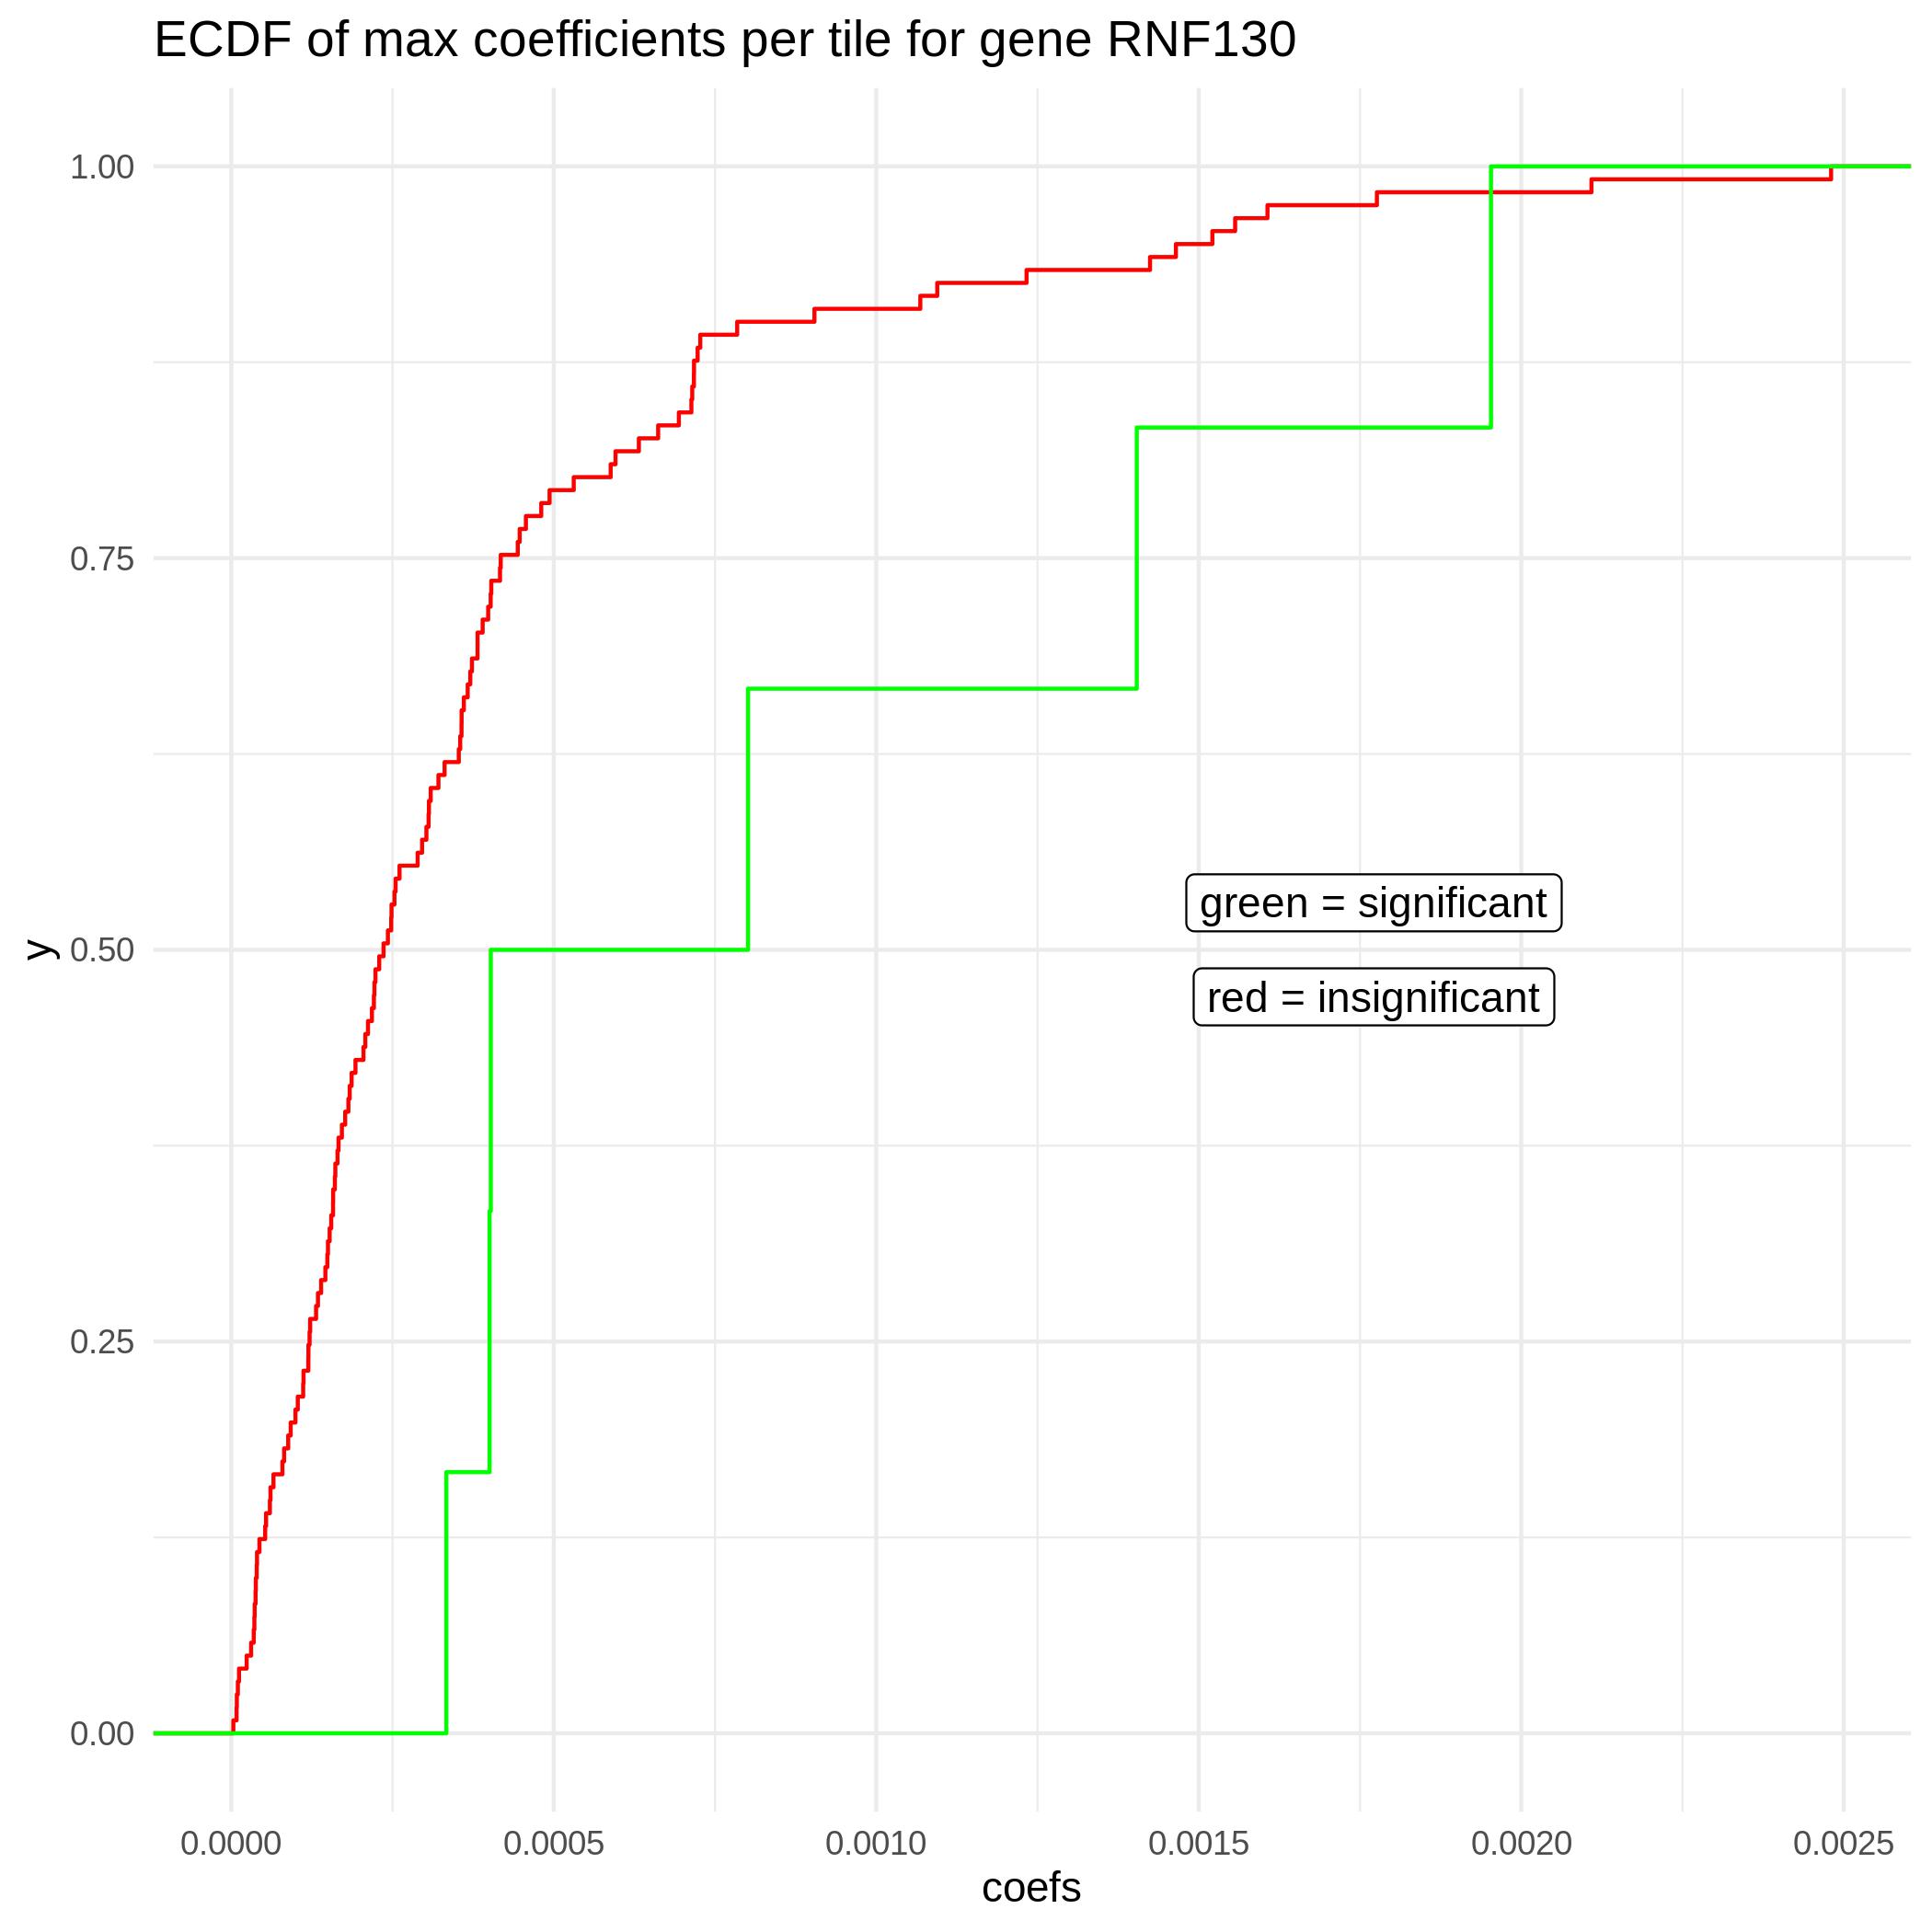 ECDF of max coefficients per tile for gene RNF130
1.00
0.75
0.50
0.25
0.00
y
green = significant
red = insignificant
0.0000 0.0005 0.0010 0.0015 0.0020 0.0025
coefs